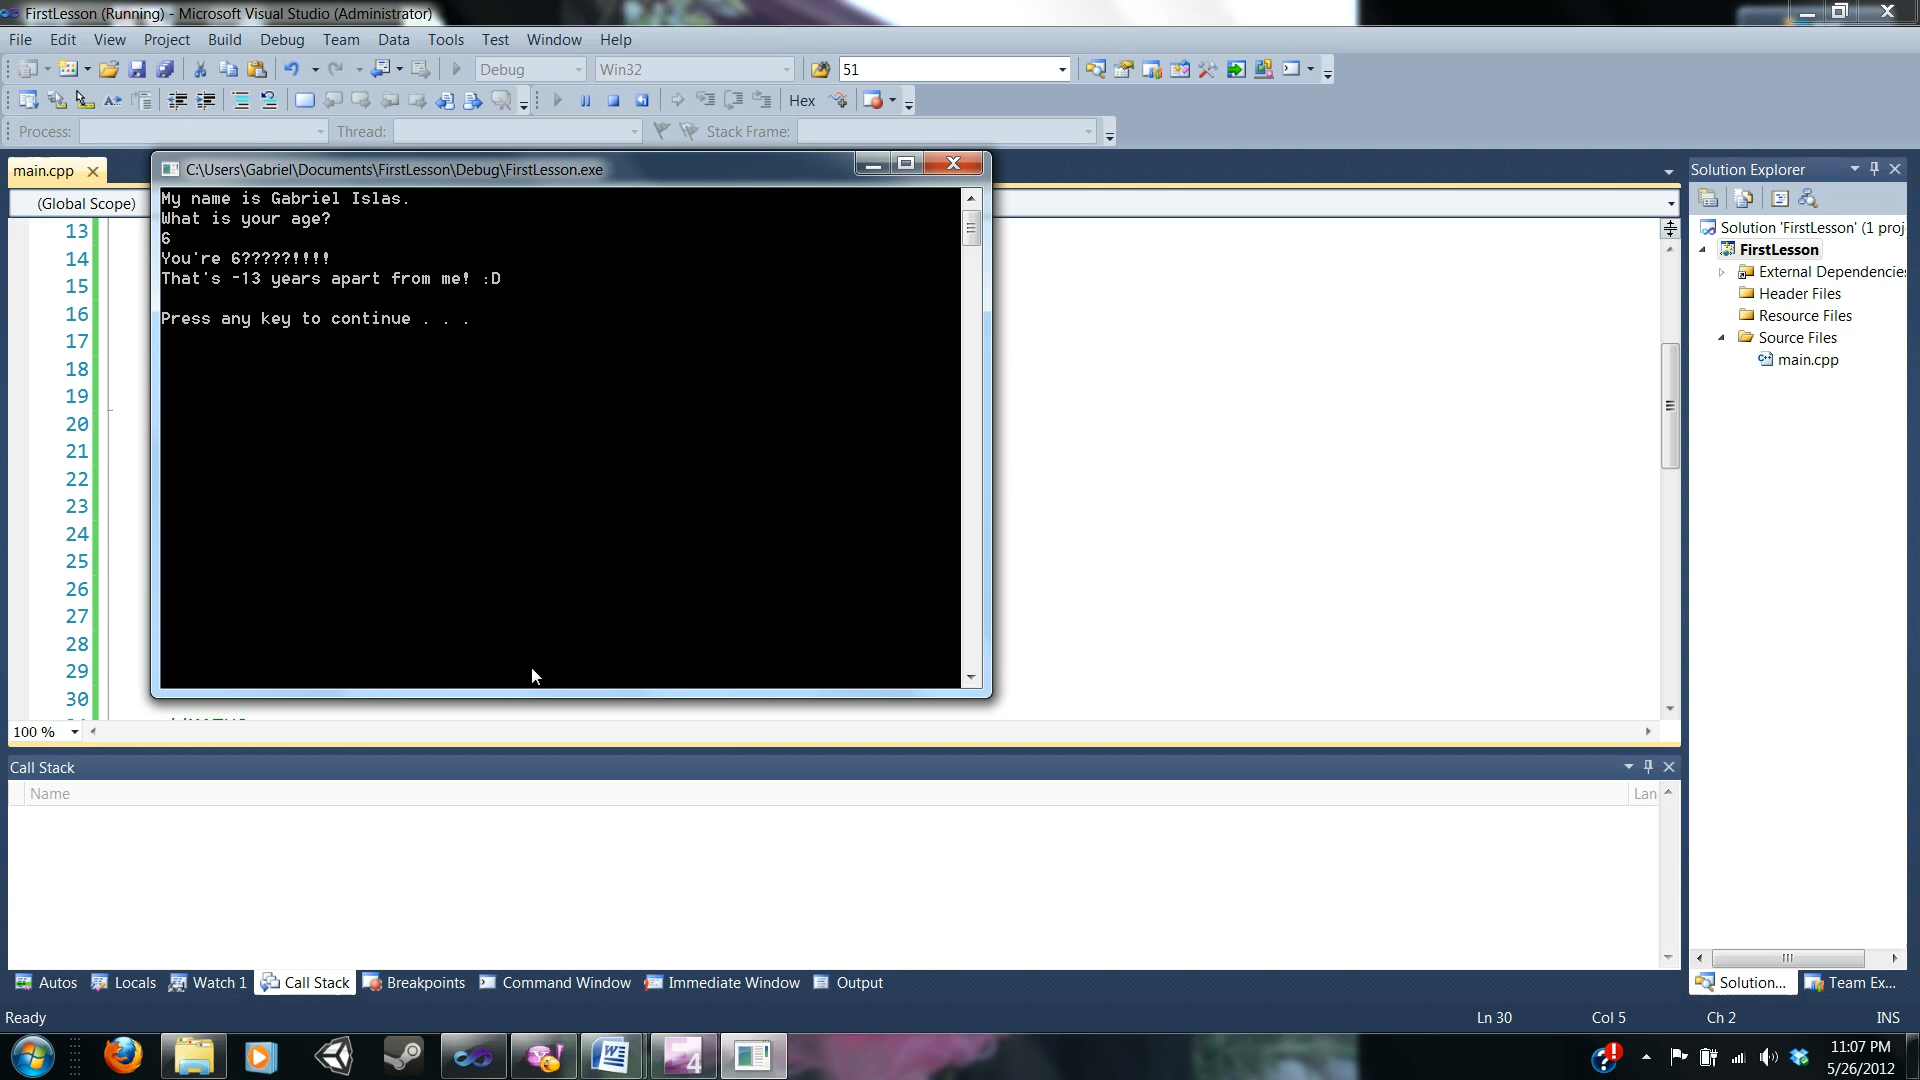 FirstLesson (Running) - Microsoft Visual Studio (Administrator)
File Edit View Project Build Debug Team Data Tools Test Window Help
Debug Win32 51
Hex
Process: Thread: Stack Frame:
main.cpp
(Global Scope)
C:\Users\Gabriel\Documents\FirstLesson\Debug\FirstLesson.exe
My name is Gabriel Islas.
What is your age?
6
You're 6?????!!!!
That's -13 years apart from me! :D
Press any key to continue . . .
13
14
15
16
17
18
19
20
21
22
23
24
25
26
27
28
29
30
100 %
Solution Explorer
Solution 'FirstLesson' (1 proj
FirstLesson
External Dependencies
Header Files
Resource Files
Source Files
main.cpp
Call Stack
Name Lan
Autos Locals Watch 1 Call Stack Breakpoints Command Window Immediate Window Output
Solution... Team Ex...
Ready Ln 30 Col 5 Ch 2 INS
4
11:07 PM
5/26/2012